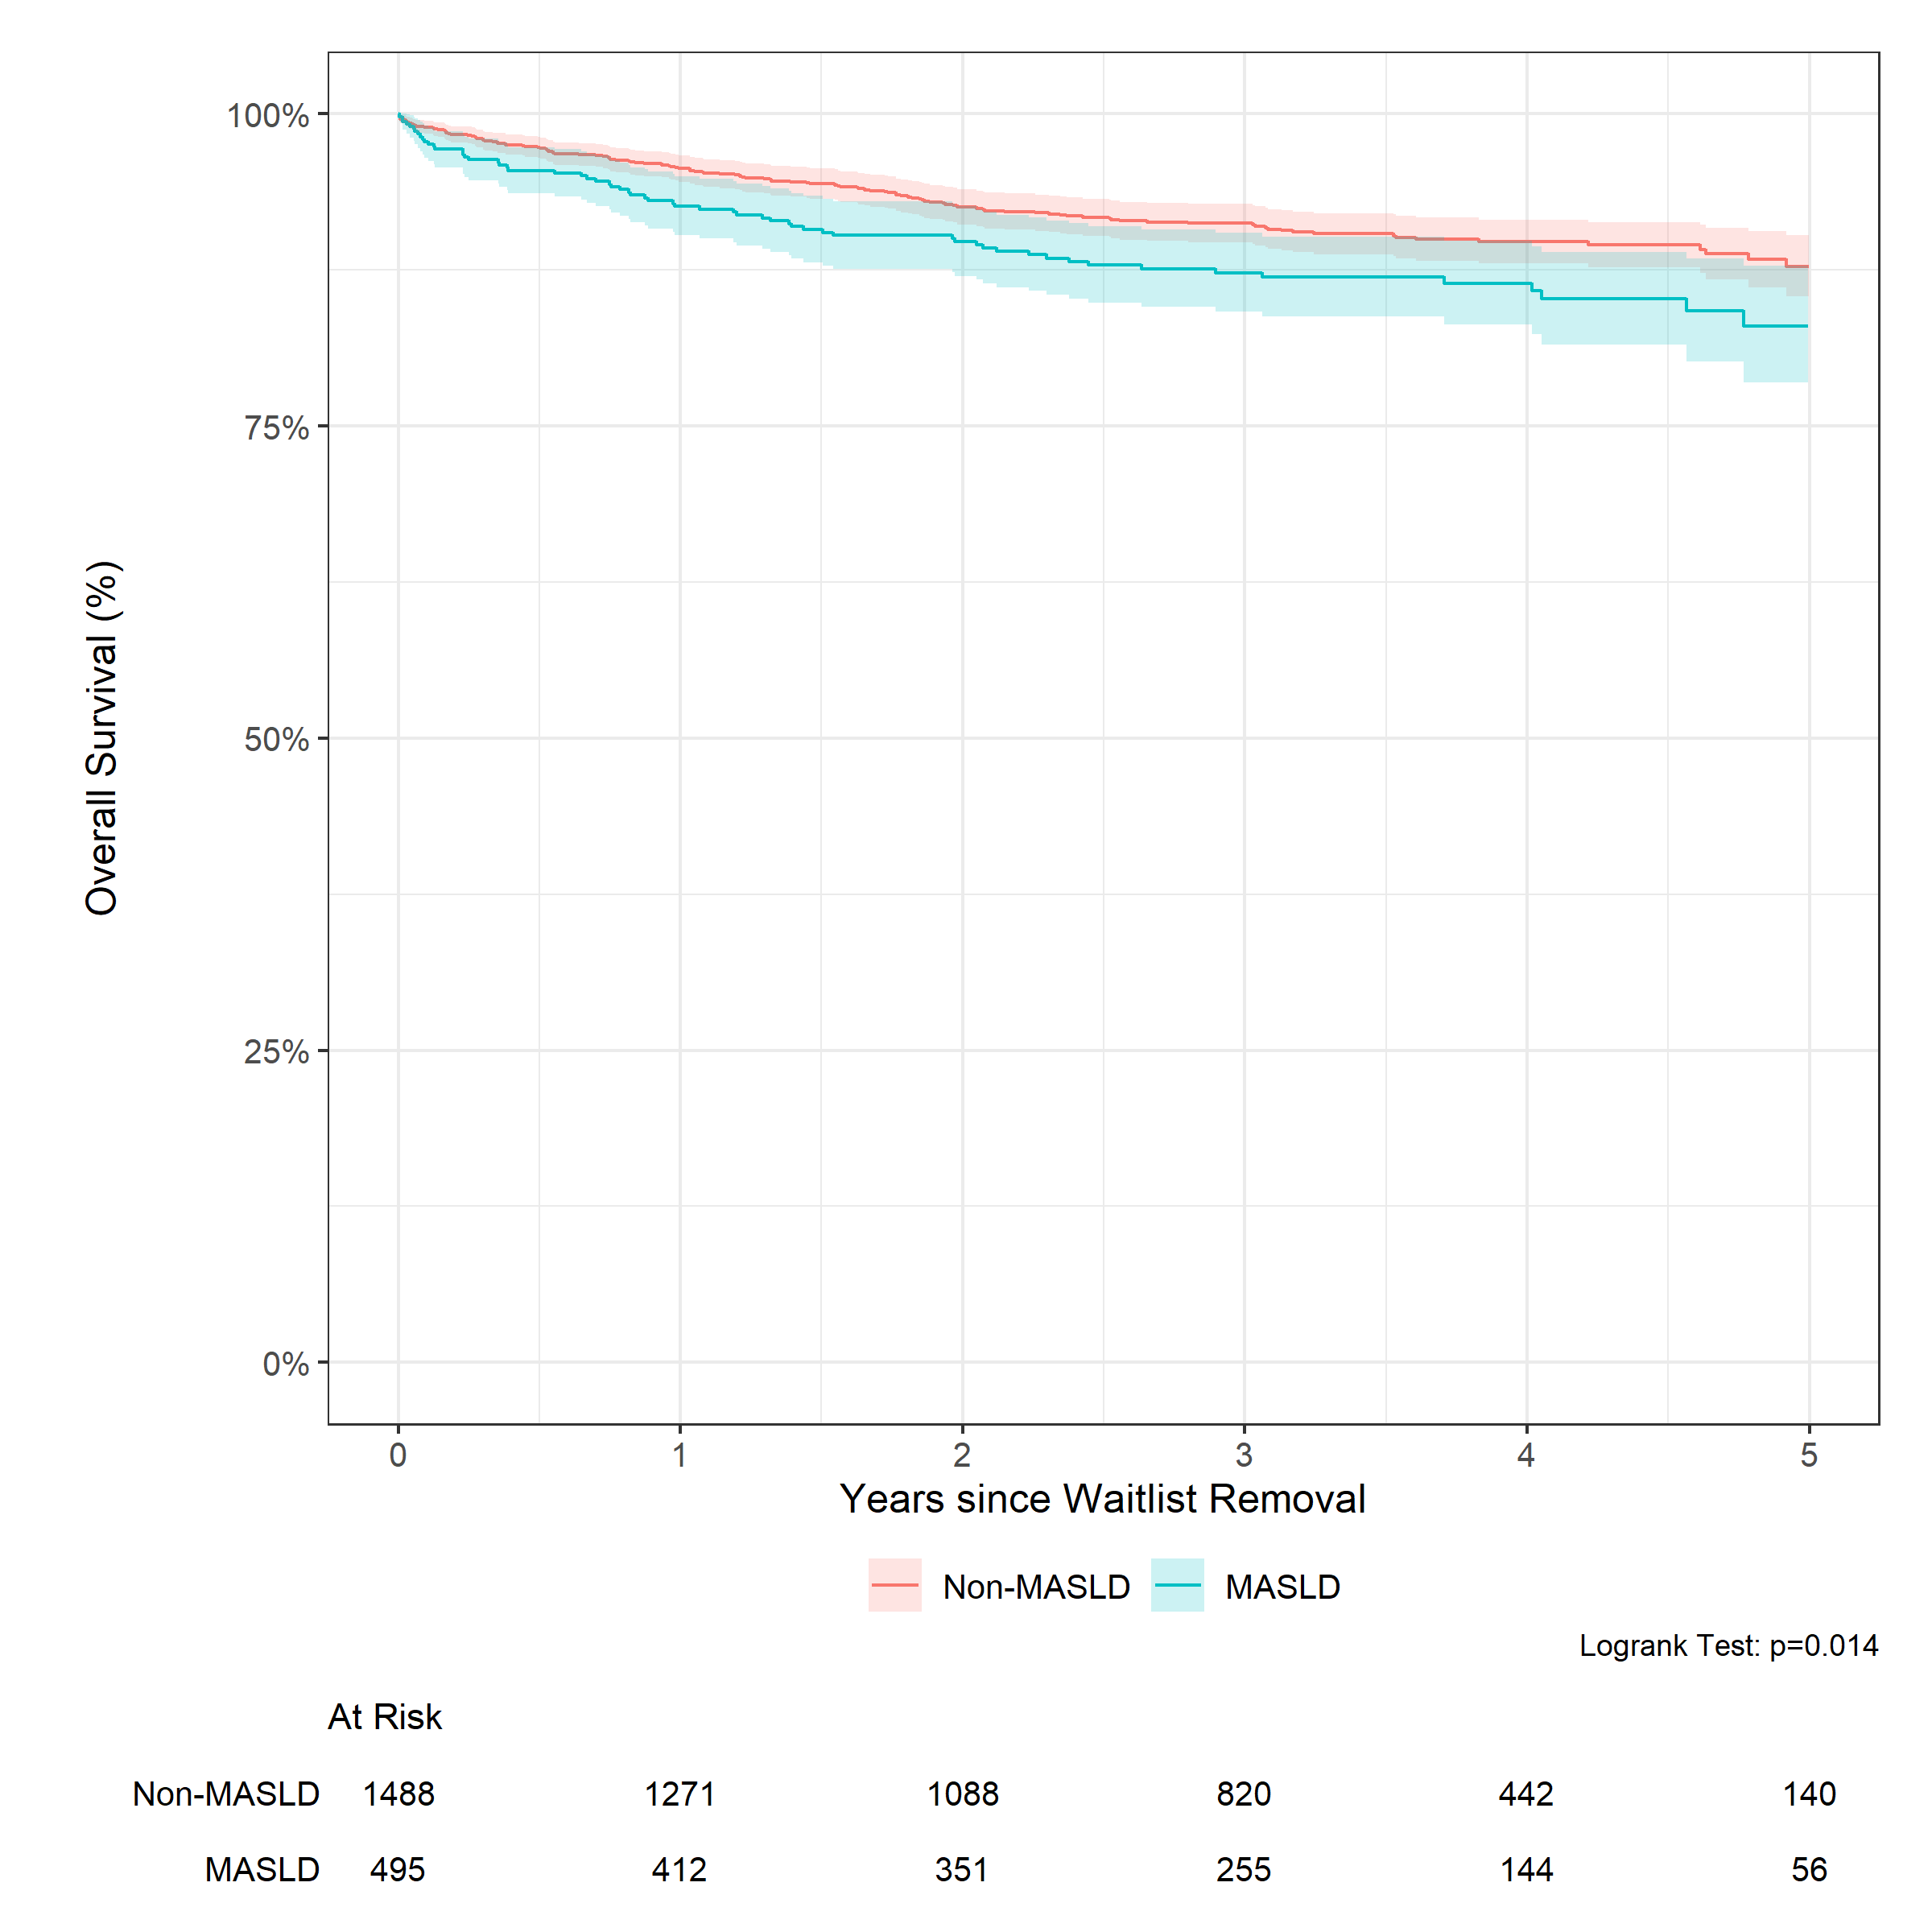 100%
75%
50%
25%
0%
Overall Survival (%)
0 1 2 3 4 5
Years since Waitlist Removal
Non-MASLD MASLD
Logrank Test: p=0.014
At Risk
Non-MASLD 1488 1271 1088 820 442 140
MASLD 495 412 351 255 144 56